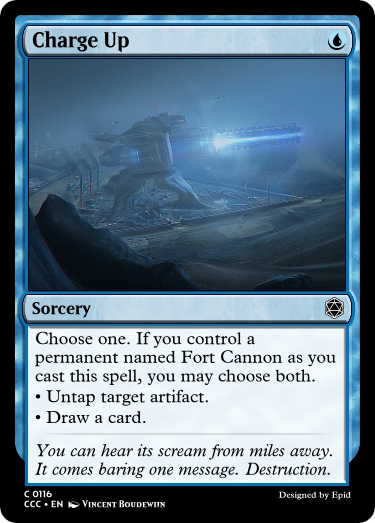 Charge Up
Sorcery
Choose one. If you control a
permanent named Fort Cannon as you
cast this spell, you may choose both.
• Untap target artifact.
• Draw a card.
You can hear its scream from miles away.
It comes baring one message. Destruction.
C 0116
CCC • EN Vincent Boudewijn
Designed by Epid